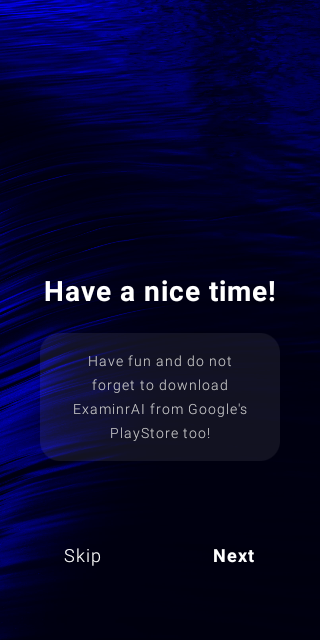 Have a nice time!
Have fun and do not
forget to download
ExaminrAI from Google's
PlayStore too!
Skip
Next